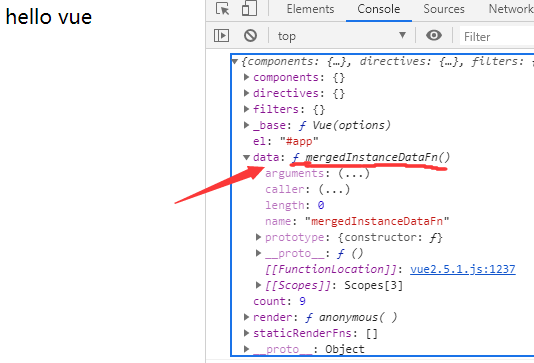 hello vue
Elements Console Sources Network
top Filter
{components: {…}, directives: {…}, filters: {
components: {}
directives: {}
filters: {}
_base: ƒ Vue(options)
el: "#app"
data: ƒ mergedInstanceDataFn()
arguments: (...)
caller: (...)
length: 0
name: "mergedInstanceDataFn"
prototype: {constructor: ƒ}
__proto__: ƒ ()
[[FunctionLocation]]: vue2.5.1.js:1237
[[Scopes]]: Scopes[3]
count: 9
render: ƒ anonymous( )
staticRenderFns: []
__proto__: Object